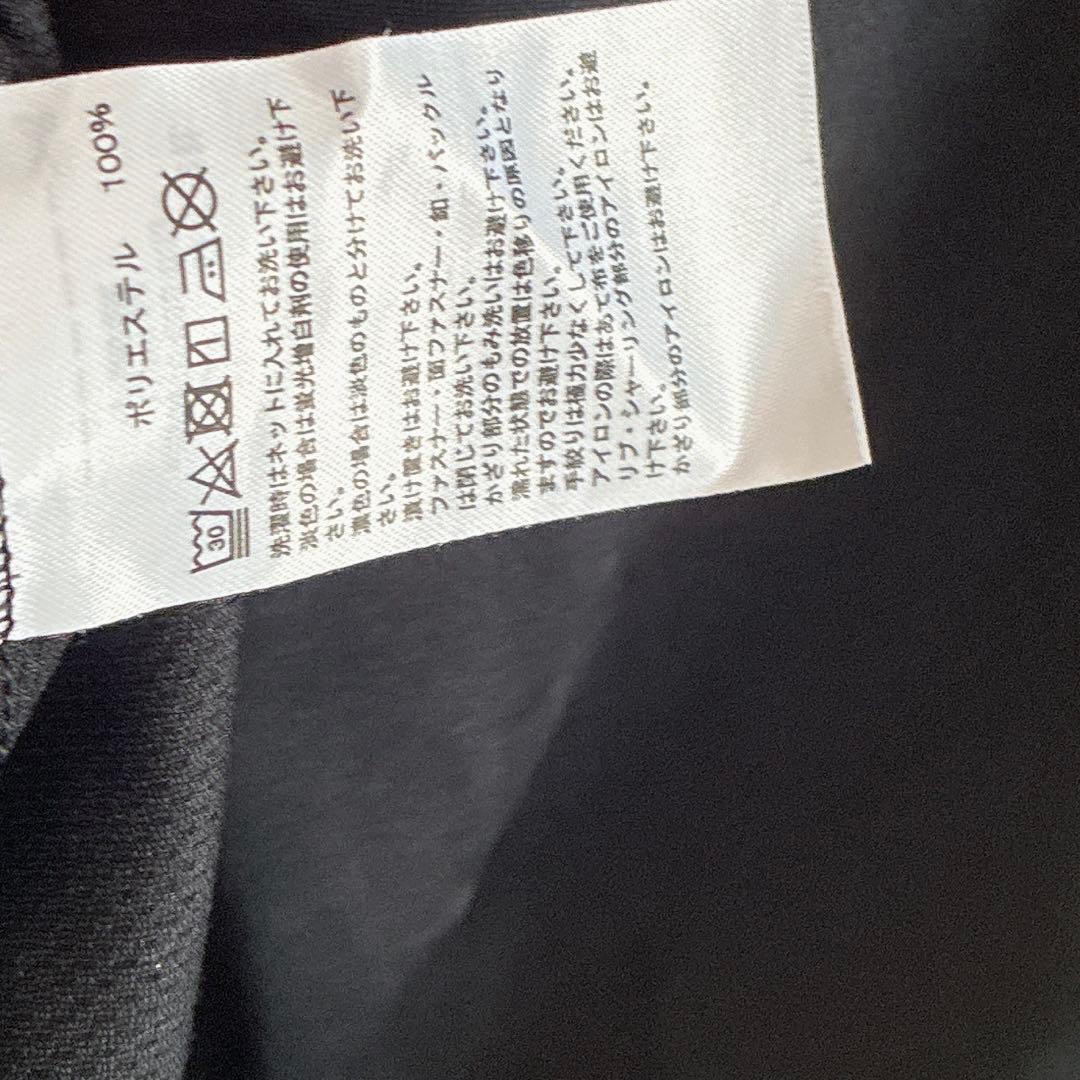 ポリエステル 100%
30
洗濯時はネットに入れてお洗い下さい。
淡色の場合は蛍光増白剤の使用はお避け下
さい。
濃色の場合は淡色のものと分けてお洗い下
さい。
漬け置きはお避け下さい。
ファスナー・面ファスナー・釦・バックル
は閉じてお洗い下さい。
かざり部分のもみ洗いはお避け下さい。
濡れた状態での放置は色移りの原因となり
ますのでお避け下さい。
手絞りは極力少なくして下さい。
アイロンの際はあて布をご使用ください。
リブ・シャーリング部分のアイロンはお避
け下さい。
かざり部分のアイロンはお避け下さい。